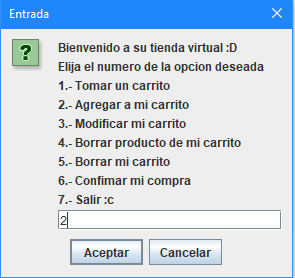 Entrada
Bienvenido a su tienda virtual :D
Elija el numero de la opcion deseada
1.- Tomar un carrito
2.- Agregar a mi carrito
3.- Modificar mi carrito
4.- Borrar producto de mi carrito
5.- Borrar mi carrito
6.- Confimar mi compra
7.- Salir :c
2
Aceptar Cancelar